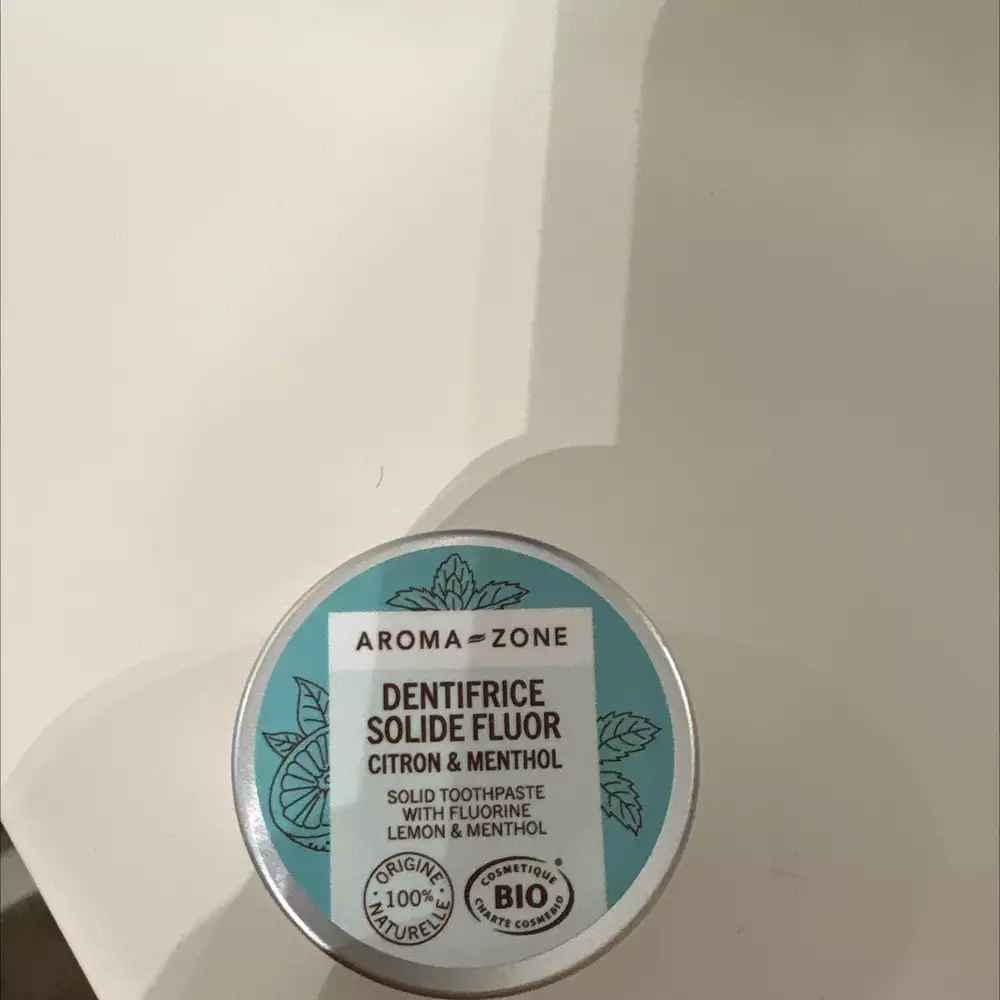 AROMA ZONE
DENTIFRICE
SOLIDE FLUOR
CITRON & MENTHOL
SOLID TOOTHPASTE
WITH FLUORINE
LEMON & MENTHOL
ORIGINE
100%
NATURELLE
COSMETIQUE
BIO
CHARTE COSMEBIO
®